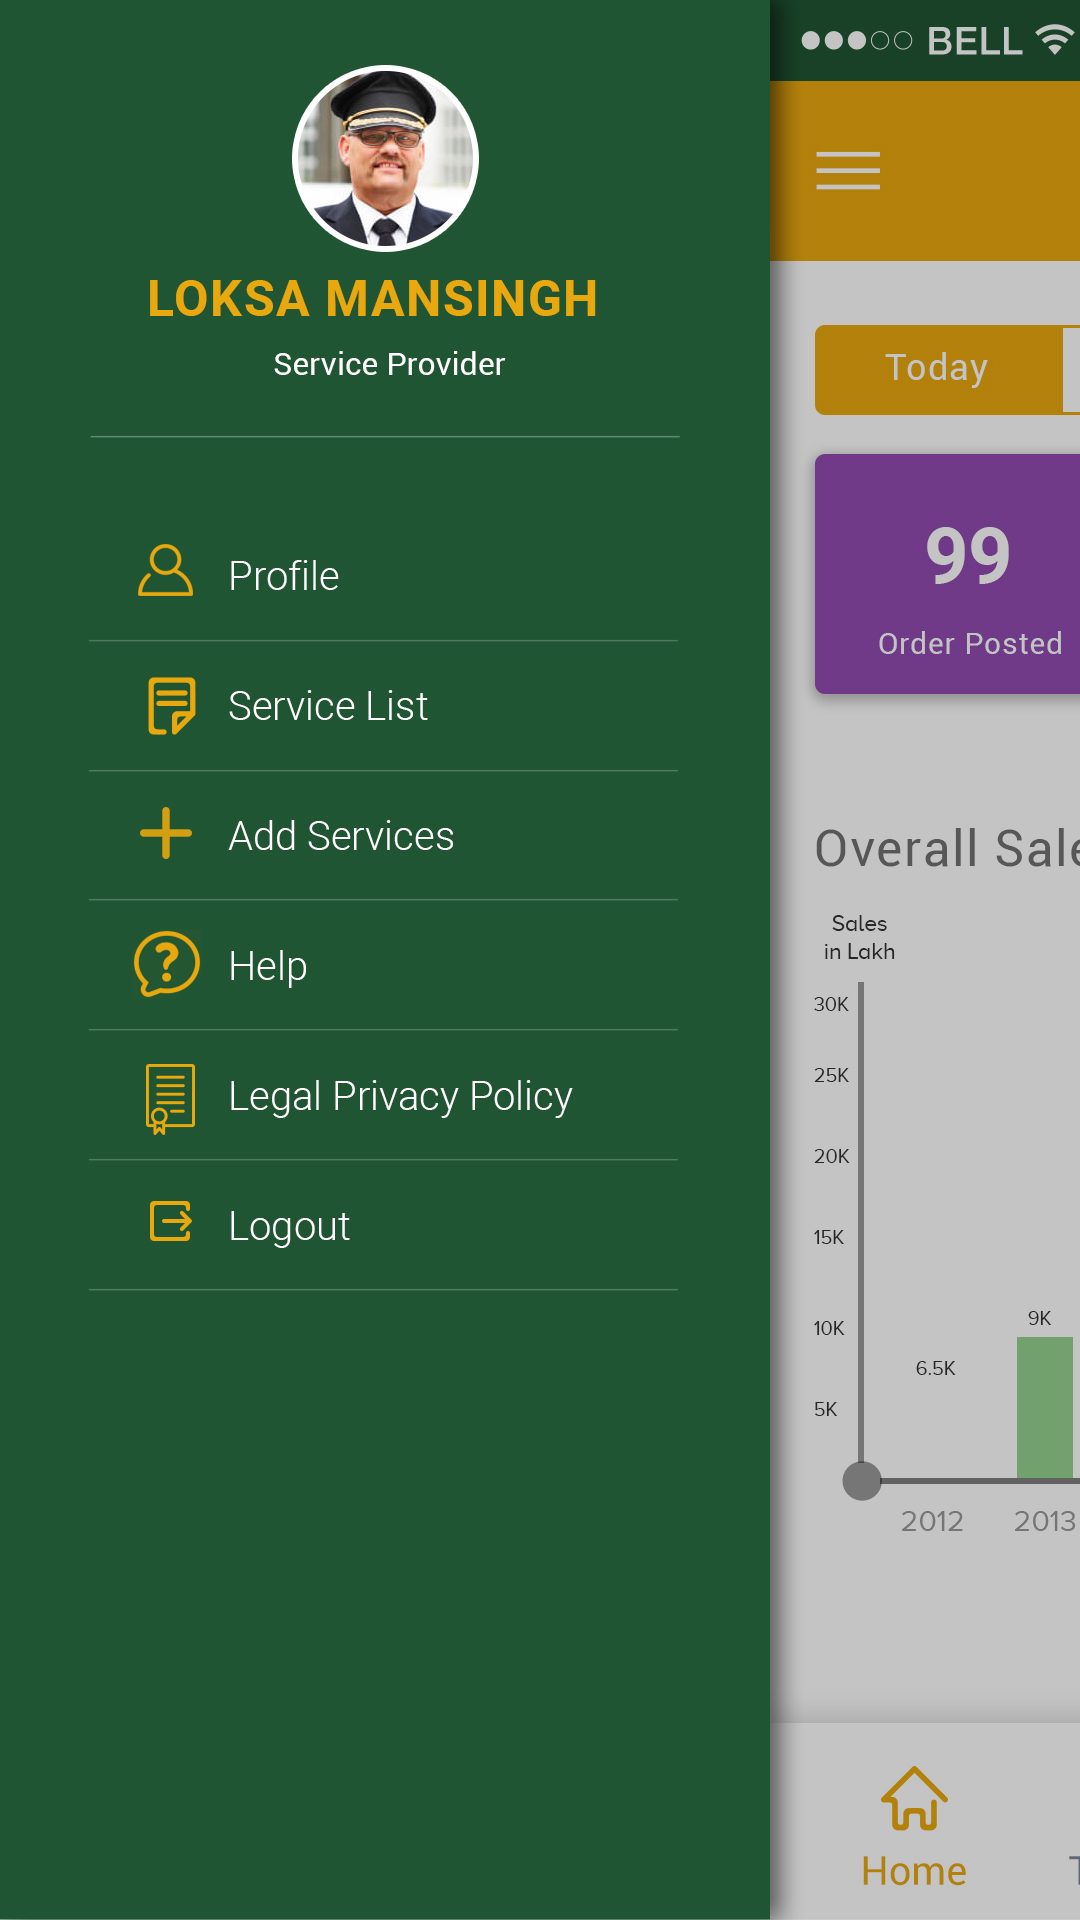 BELL
LOKSA MANSINGH
Service Provider
Profile
Service List
Add Services
Help
Legal Privacy Policy
Logout
Today
99
Order Posted
Overall Sale
Sales
in Lakh
30K
25K
20K
15K
10K
5K
6.5K
9K
2012
2013
Home
T